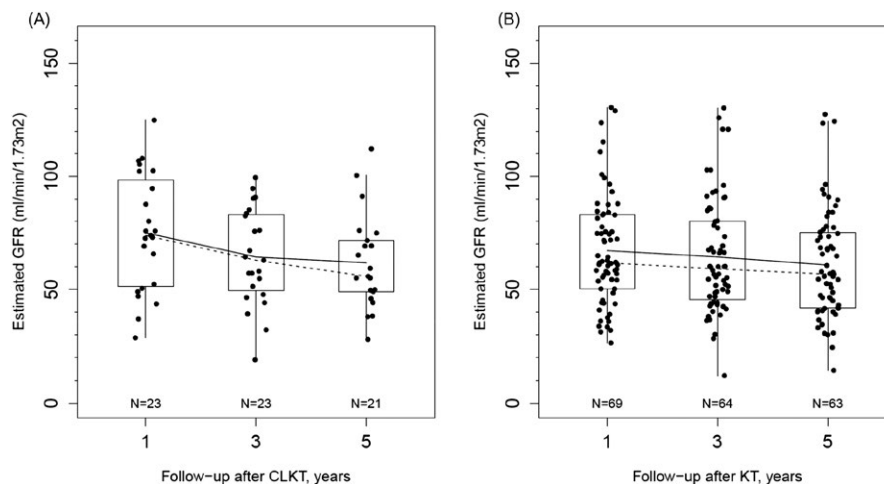 (A)
Estimated GFR (ml/min/1.73m2)
150
100
50
0
N=23
N=23
N=21
1
3
5
Follow−up after CLKT, years
(B)
Estimated GFR (ml/min/1.73m2)
150
100
50
0
N=69
N=64
N=63
1
3
5
Follow−up after KT, years